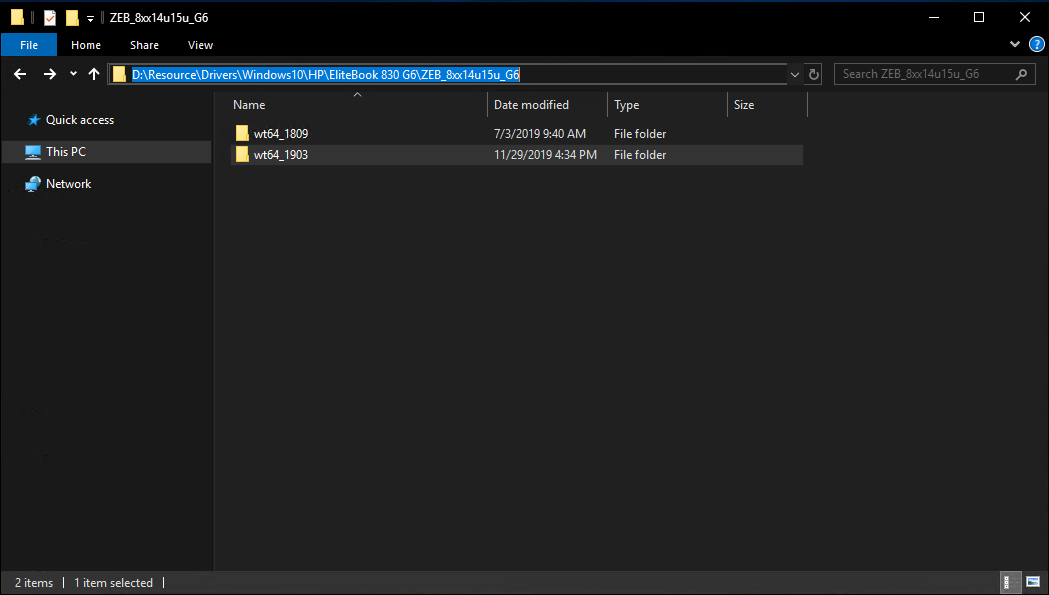 ZEB_8xx14u15u_G6
File Home Share View
D:\Resource\Drivers\Windows10\HP\EliteBook 830 G6\ZEB_8xx14u15u_G6 Search ZEB_8xx14u15u_G6
Quick access
This PC
Network
Name Date modified Type Size
wt64_1809 7/3/2019 9:40 AM File folder
wt64_1903 11/29/2019 4:34 PM File folder
2 items 1 item selected